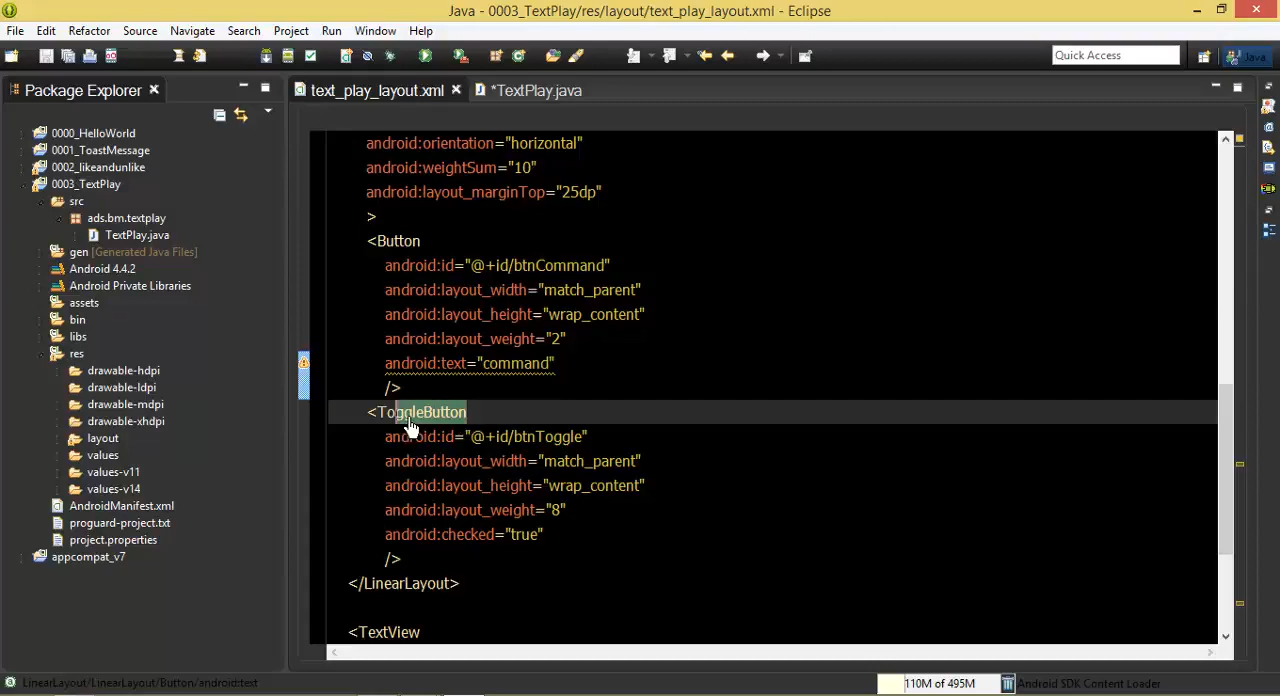 Java - 0003_TextPlay/res/layout/text_play_layout.xml - Eclipse
File Edit Refactor Source Navigate Search Project Run Window Help
Quick Access
Java
Package Explorer
text_play_layout.xml
*TextPlay.java
0000_HelloWorld
0001_ToastMessage
0002_likeandunlike
0003_TextPlay
src
ads.bm.textplay
TextPlay.java
gen [Generated Java Files]
Android 4.4.2
Android Private Libraries
assets
bin
libs
res
drawable-hdpi
drawable-ldpi
drawable-mdpi
drawable-xhdpi
layout
values
values-v11
values-v14
AndroidManifest.xml
proguard-project.txt
project.properties
appcompat_v7
android:orientation="horizontal"
android:weightSum="10"
android:layout_marginTop="25dp"
>
<Button
android:id="@+id/btnCommand"
android:layout_width="match_parent"
android:layout_height="wrap_content"
android:layout_weight="2"
android:text="command"
/>
<ToggleButton
android:id="@+id/btnToggle"
android:layout_width="match_parent"
android:layout_height="wrap_content"
android:layout_weight="8"
android:checked="true"
/>
</LinearLayout>
<TextView
LinearLayout/LinearLayout/Button/android:text
110M of 495M
Android SDK Content Loader